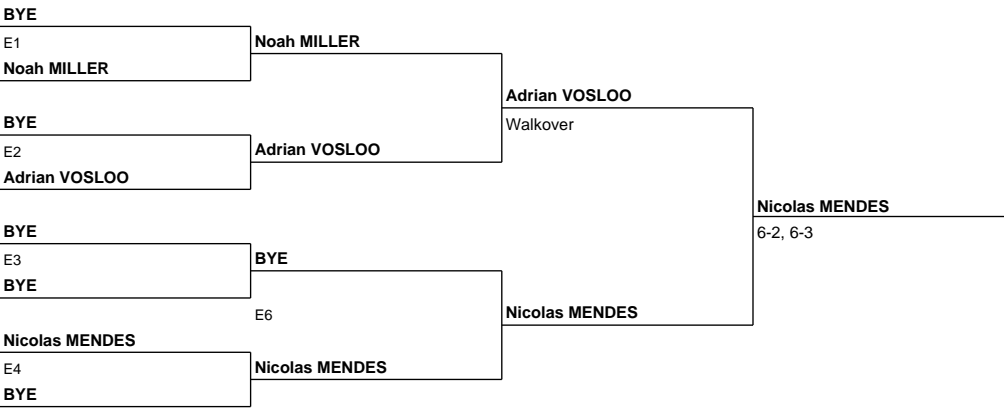 BYE
E1
Noah MILLER
Noah MILLER
Adrian VOSLOO
Walkover
BYE
E2
Adrian VOSLOO
Adrian VOSLOO
Nicolas MENDES
6-2, 6-3
BYE
E3
BYE
BYE
E6
Nicolas MENDES
Nicolas MENDES
E4
BYE
Nicolas MENDES